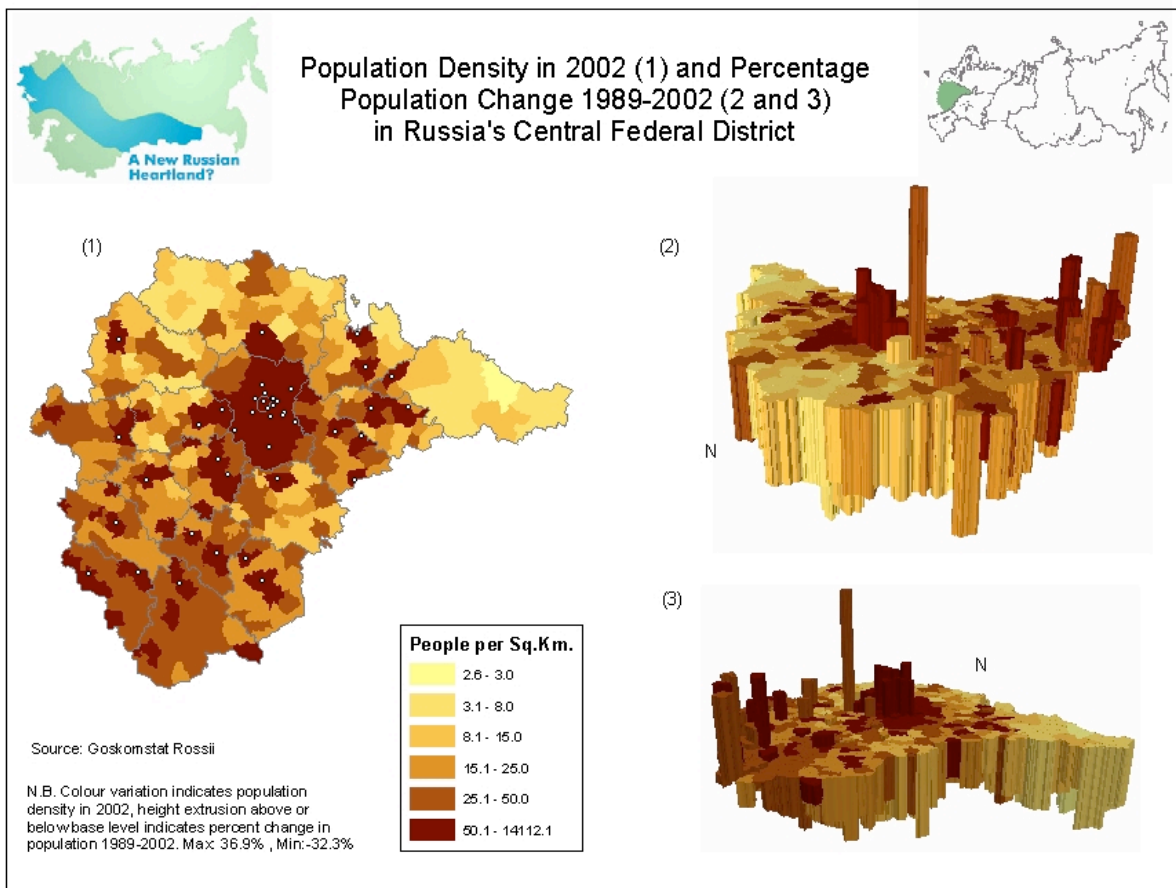 A New Russian
Heartland?
Population Density in 2002 (1) and Percentage
Population Change 1989-2002 (2 and 3)
in Russia's Central Federal District
(1)
(2)
N
(3)
N
People per Sq.Km.
2.6 - 3.0
3.1 - 8.0
8.1 - 15.0
15.1 - 25.0
25.1 - 50.0
50.1 - 14112.1
Source: Goskomstat Rossii
N.B. Colour variation indicates population
density in 2002, height extrusion above or
below base level indicates percent change in
population 1989-2002. Max: 36.9% , Min:-32.3%